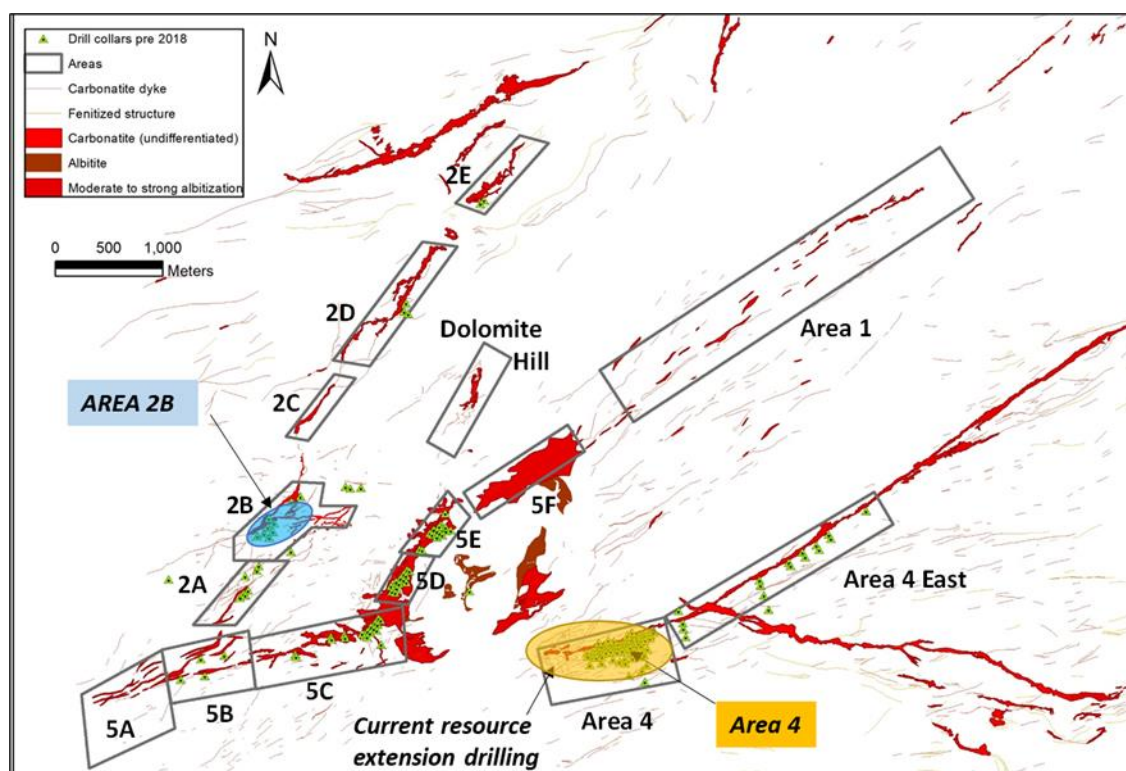 Drill collars pre 2018
Areas
Carbonatite dyke
Fenitized structure
Carbonatite (undifferentiated)
Albitite
Moderate to strong albitization
N
0 500 1,000
Meters
2E
2D
Dolomite
Hill
Area 1
AREA 2B
2C
2B
5F
5E
2A
5D
Area 4 East
5C
5B
5A
Current resource
extension drilling
Area 4
Area 4